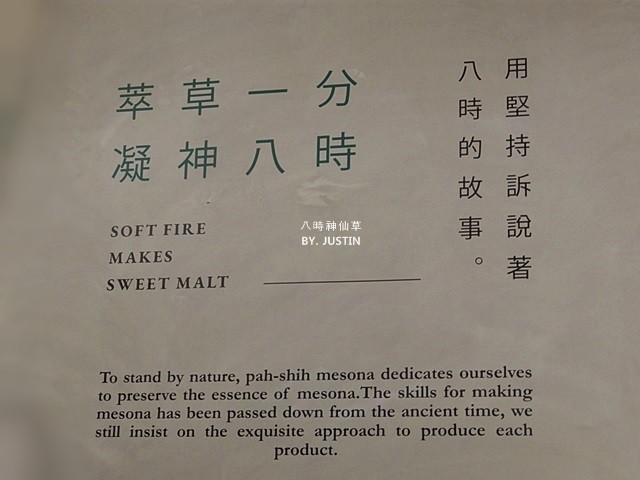 用堅持訴說著
八時的故事。
萃草一分
凝神八時
SOFT FIRE
MAKES
SWEET MALT
八時神仙草
BY. JUSTIN
To stand by nature, pah-shih mesona dedicates ourselves
to preserve the essence of mesona.The skills for making
mesona has been passed down from the ancient time, we
still insist on the exquisite approach to produce each
product.